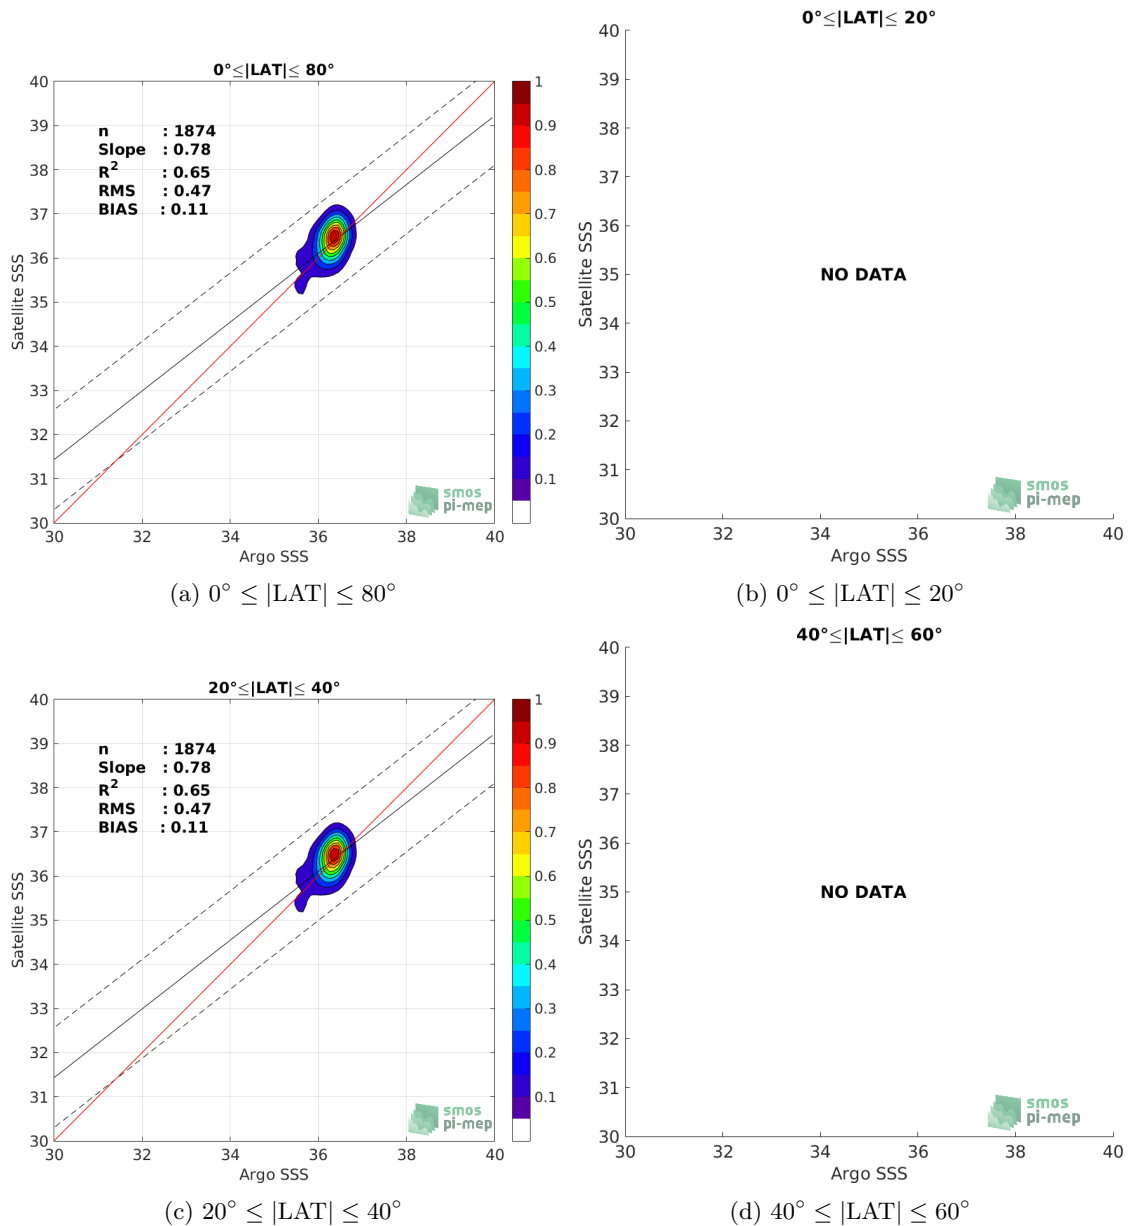 0°≤|LAT|≤ 80°
40
39
38
37
36
35
34
33
32
31
30
Satellite SSS
n : 1874
Slope : 0.78
R² : 0.65
RMS : 0.47
BIAS : 0.11
smos
pi-mep
30 32 34 36 38 40
Argo SSS
1
0.9
0.8
0.7
0.6
0.5
0.4
0.3
0.2
0.1
(a) 0° ≤ |LAT| ≤ 80°
0°≤|LAT|≤ 20°
40
39
38
37
36
35
34
33
32
31
30
Satellite SSS
NO DATA
smos
pi-mep
30 32 34 36 38 40
Argo SSS
(b) 0° ≤ |LAT| ≤ 20°
20°≤|LAT|≤ 40°
40
39
38
37
36
35
34
33
32
31
30
Satellite SSS
n : 1874
Slope : 0.78
R² : 0.65
RMS : 0.47
BIAS : 0.11
smos
pi-mep
30 32 34 36 38 40
Argo SSS
1
0.9
0.8
0.7
0.6
0.5
0.4
0.3
0.2
0.1
(c) 20° ≤ |LAT| ≤ 40°
40°≤|LAT|≤ 60°
40
39
38
37
36
35
34
33
32
31
30
Satellite SSS
NO DATA
smos
pi-mep
30 32 34 36 38 40
Argo SSS
(d) 40° ≤ |LAT| ≤ 60°